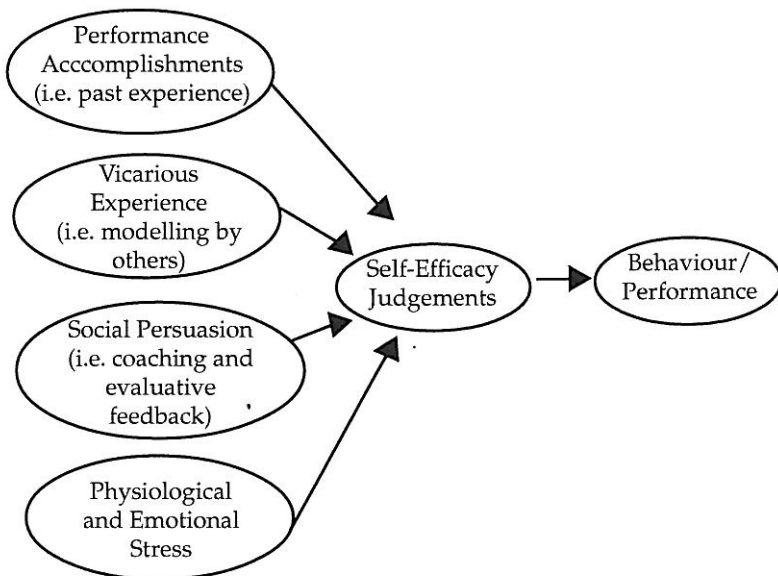 Performance
Acccomplishments
(i.e. past experience)
Vicarious
Experience
(i.e. modelling by
others)
Social Persuasion
(i.e. coaching and
evaluative
feedback)
Physiological
and Emotional
Stress
Self-Efficacy
Judgements
Behaviour/
Performance